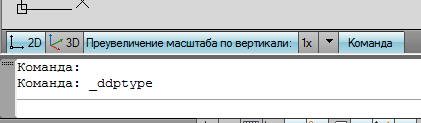 2D 3D Преувеличение масштаба по вертикали: 1x Команда
Команда:
Команда: _ddptype